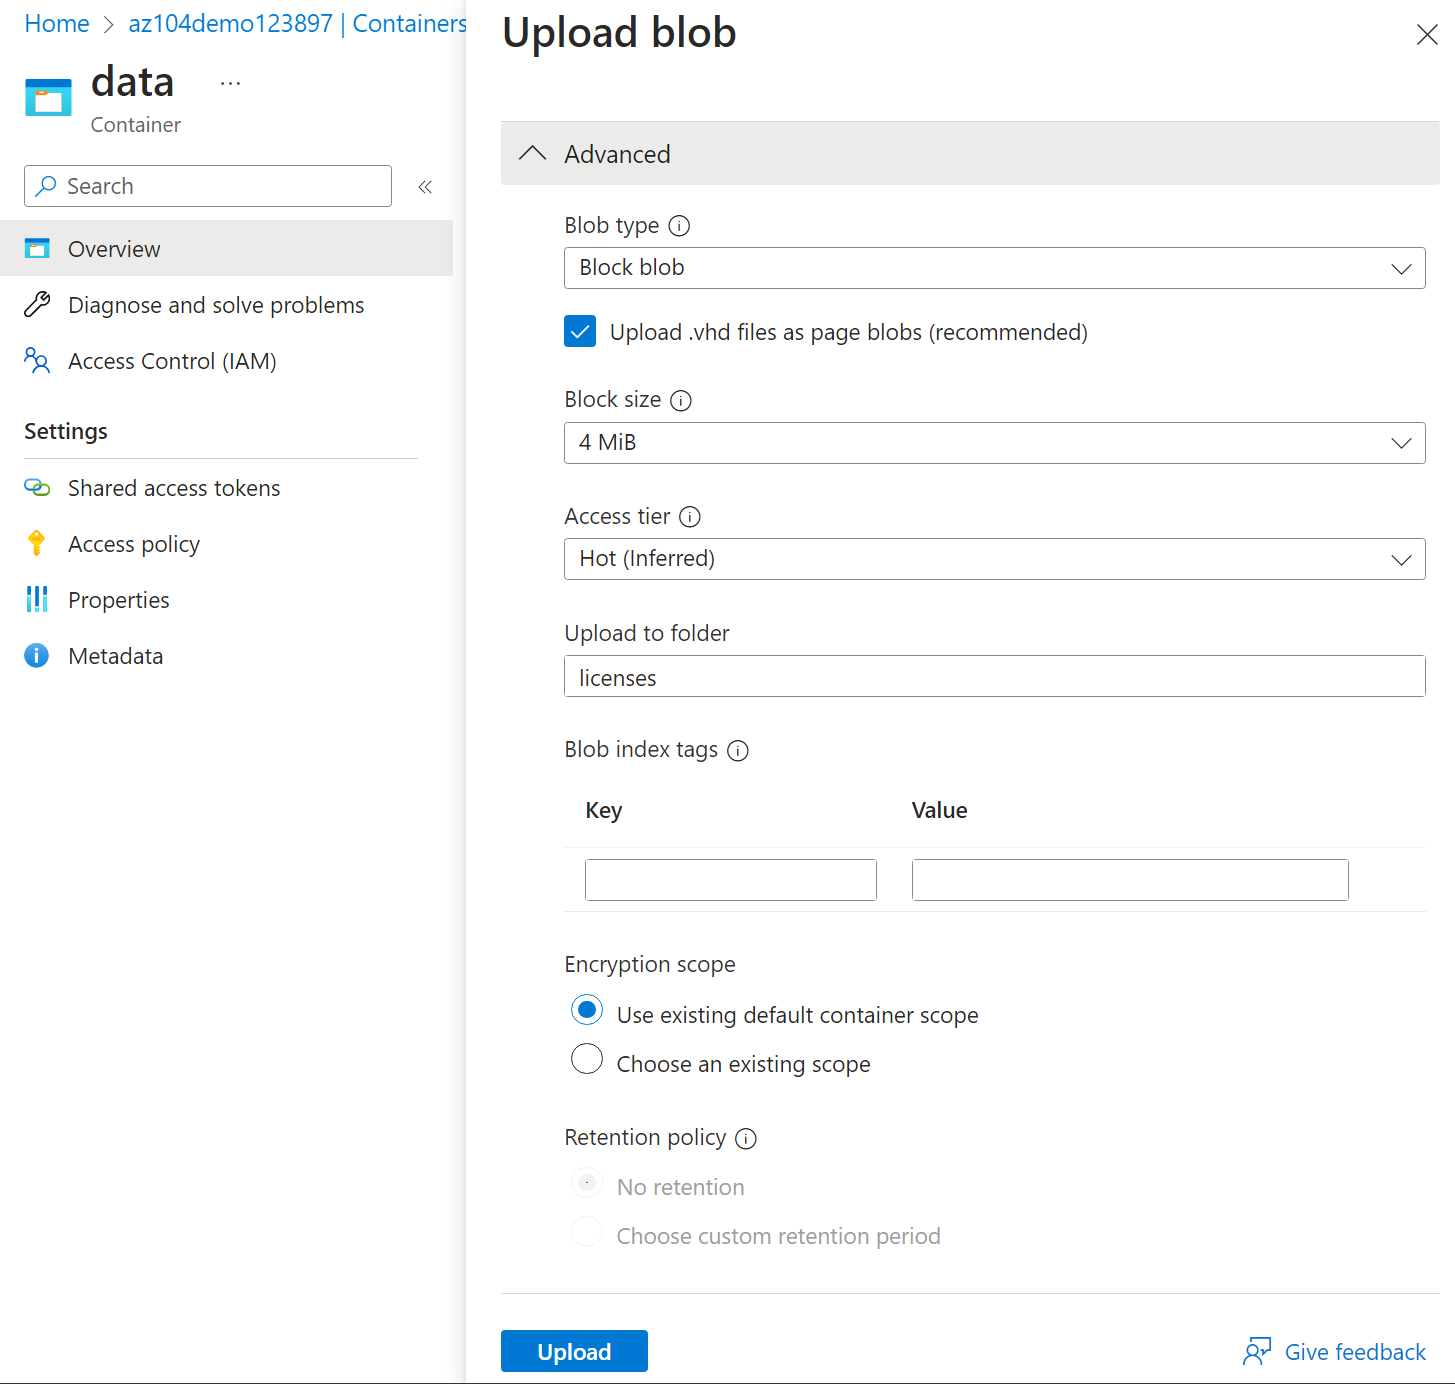 Home > az104demo123897 | Containers
data ...
Container
Search «
Overview
Diagnose and solve problems
Access Control (IAM)
Settings
Shared access tokens
Access policy
Properties
Metadata
Upload blob
Advanced
Blob type
Block blob
Upload .vhd files as page blobs (recommended)
Block size
4 MiB
Access tier
Hot (Inferred)
Upload to folder
licenses
Blob index tags
Key Value
Encryption scope
Use existing default container scope
Choose an existing scope
Retention policy
No retention
Choose custom retention period
Upload
Give feedback